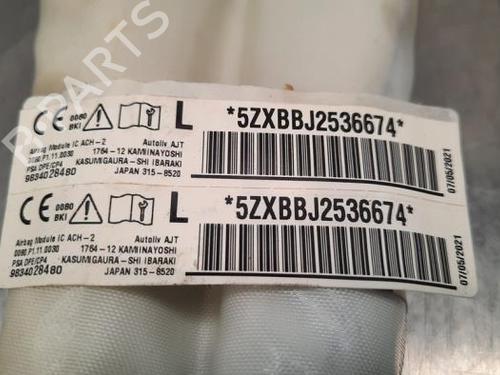 B-PARTS
CE 0080 BKI L *5ZXBBJ2536674*
Airbag Module IC ACH-2 Autoliv AJT
0080.P1.11.0030 1764-12 KAMIINAYOSHI
PSA DPE/CP4 KASUMIGAURA-SHI IBARAKI
9834028480 JAPAN 315-8520
07/05/2021
CE 0080 BKI L *5ZXBBJ2536674*
Airbag Module IC ACH-2 Autoliv AJT
0080.P1.11.0030 1764-12 KAMIINAYOSHI
PSA DPE/CP4 KASUMIGAURA-SHI IBARAKI
9834028480 JAPAN 315-8520
07/05/2021